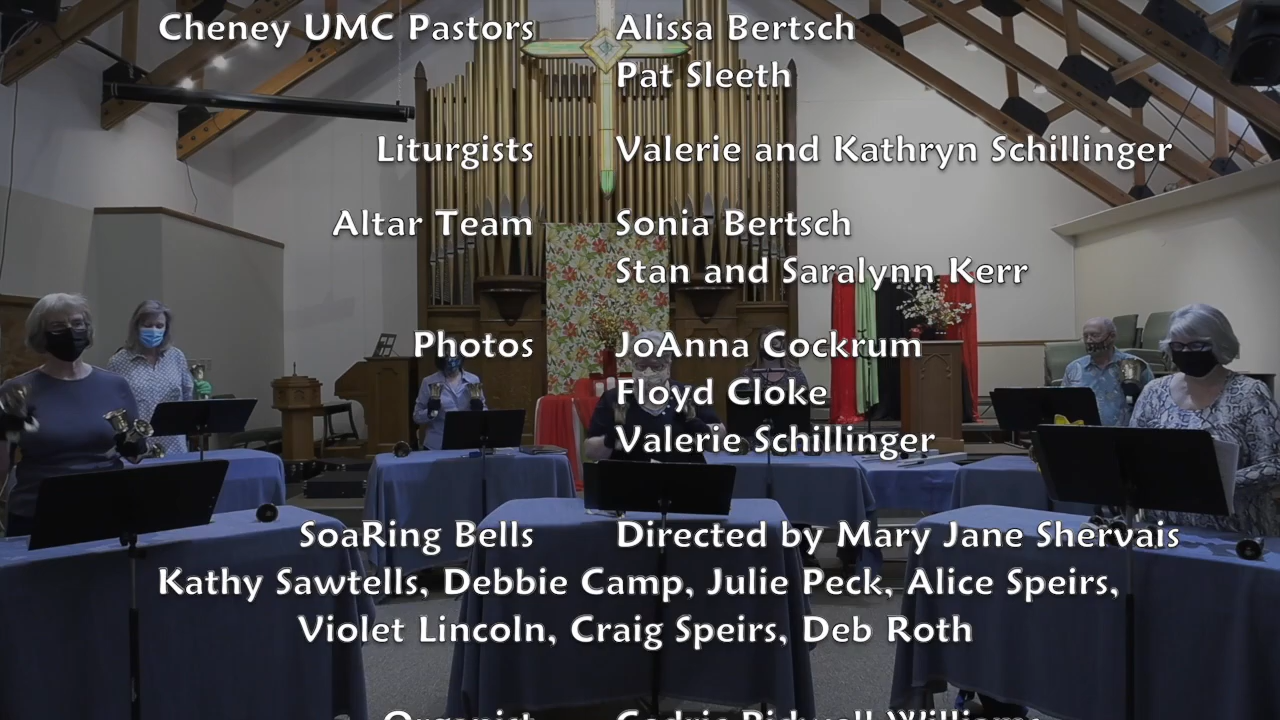 Cheney UMC Pastors Alissa Bertsch
Pat Sleeth
Liturgists Valerie and Kathryn Schillinger
Altar Team Sonia Bertsch
Stan and Saralynn Kerr
Photos JoAnna Cockrum
Floyd Cloke
Valerie Schillinger
SoaRing Bells Directed by Mary Jane Shervais
Kathy Sawtells, Debbie Camp, Julie Peck, Alice Speirs,
Violet Lincoln, Craig Speirs, Deb Roth
Organist